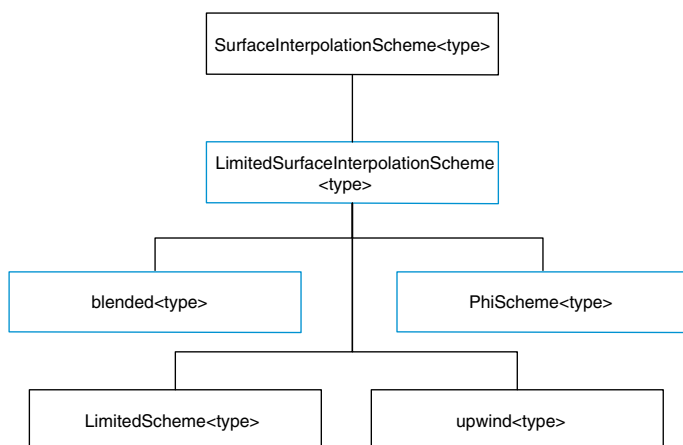 SurfaceInterpolationScheme<type>
LimitedSurfaceInterpolationScheme
<type>
blended<type>
PhiScheme<type>
LimitedScheme<type>
upwind<type>